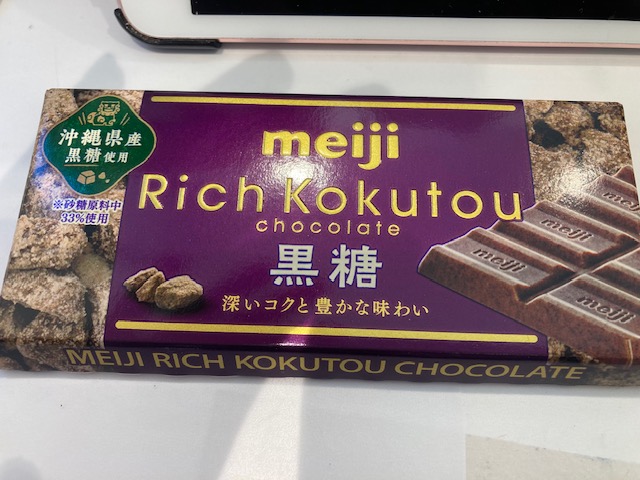 沖縄県産
黒糖使用
※砂糖原料中
33%使用
meiji
Rich Kokutou
chocolate
黒糖
深いコクと豊かな味わい
meiji
meiji
MEIJI RICH KOKUTOU CHOCOLATE